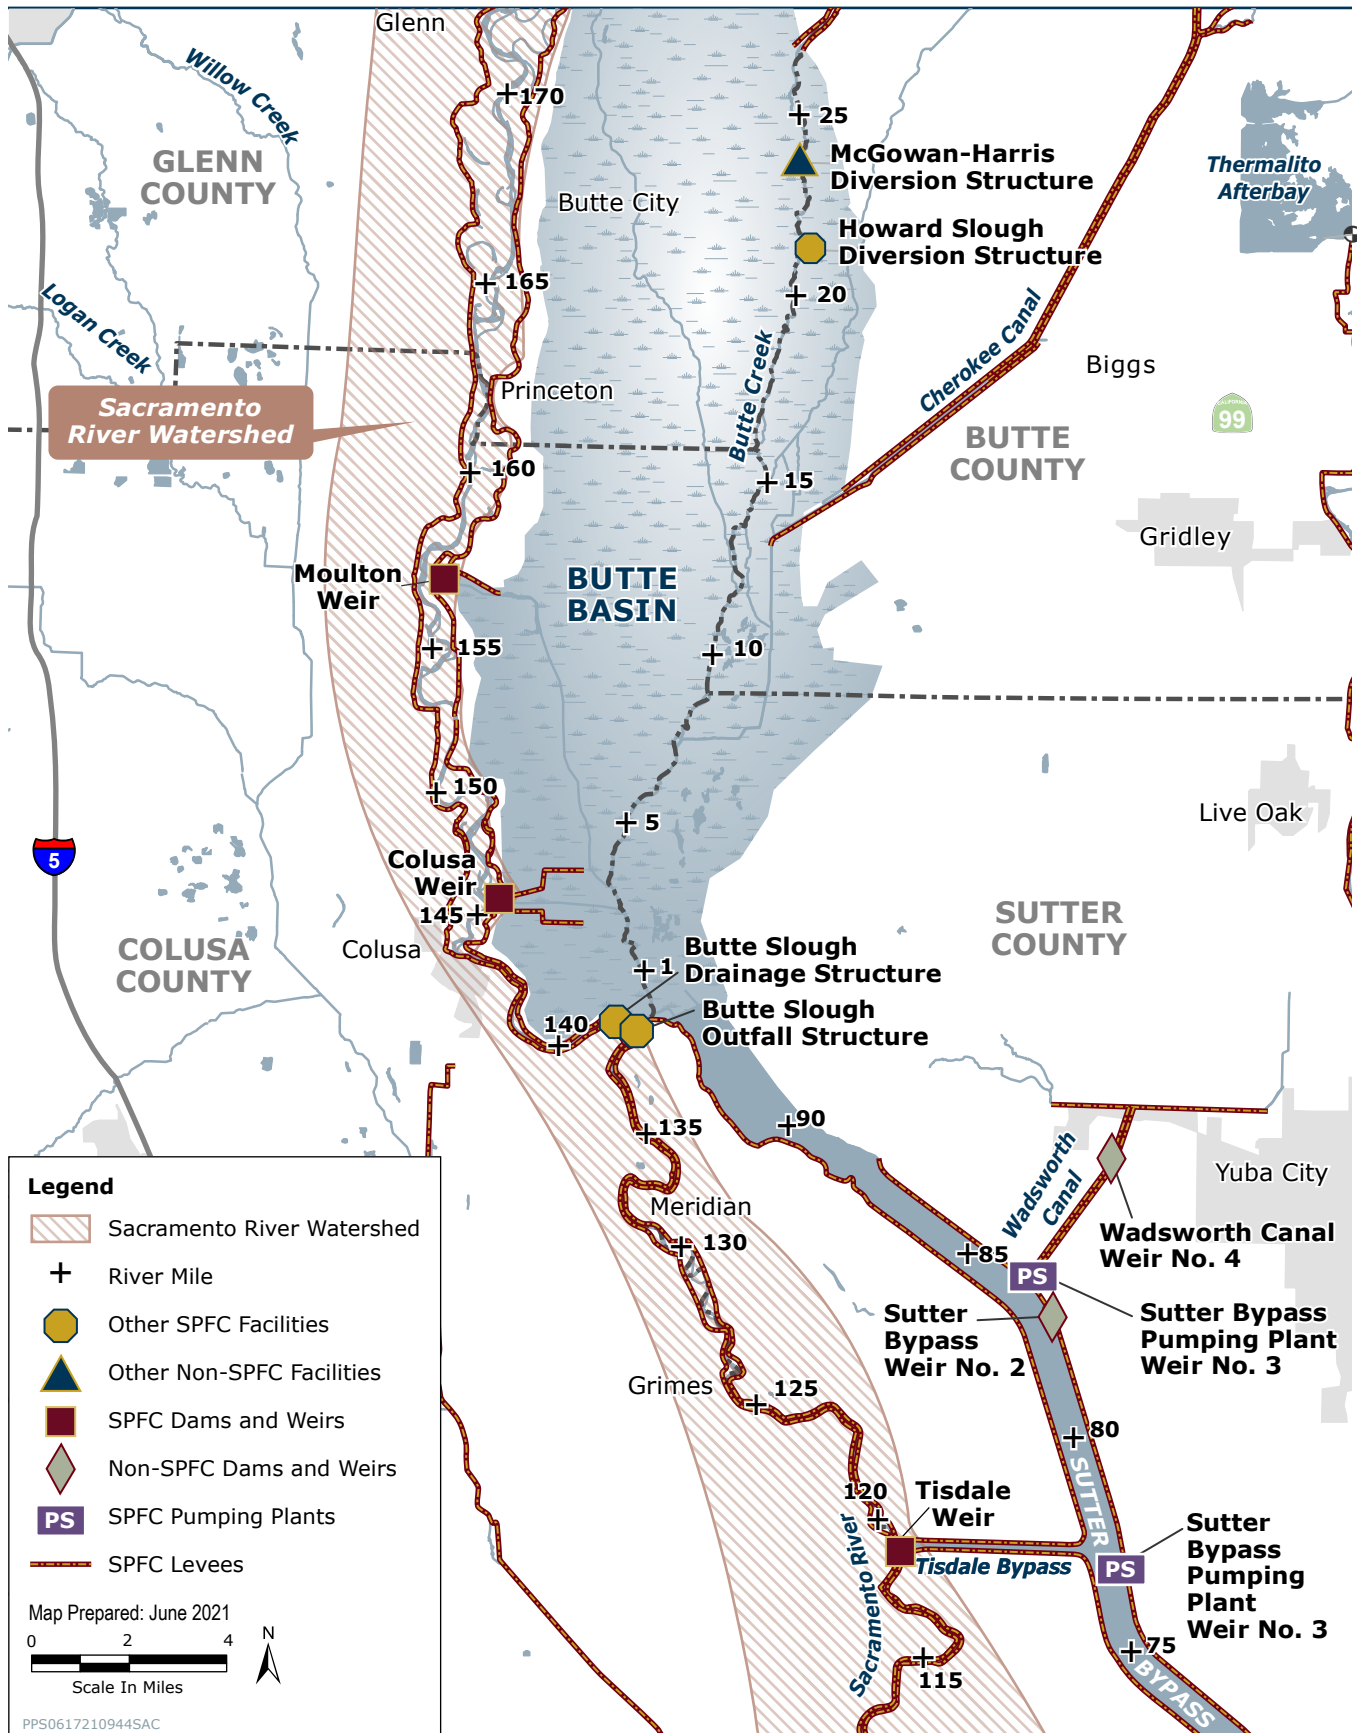 Glenn
Willow Creek
170
25
GLENN
COUNTY
McGowan-Harris
Diversion Structure
Thermalito
Afterbay
Butte City
Howard Slough
Diversion Structure
165
20
Logan Creek
Cherokee Canal
Butte Creek
Biggs
Princeton
Sacramento
River Watershed
CALIFORNIA
99
BUTTE
COUNTY
160
15
Gridley
Moulton
Weir
BUTTE
BASIN
155
10
150
5
Live Oak
5
Colusa
Weir
145
SUTTER
COUNTY
COLUSA
COUNTY
Colusa
Butte Slough
Drainage Structure
1
Butte Slough
Outfall Structure
140
90
135
Wadsworth
Canal
Yuba City
Meridian
130
85
Wadsworth Canal
Weir No. 4
PS
Sutter
Bypass
Weir No. 2
Sutter Bypass
Pumping Plant
Weir No. 3
Grimes
125
80
SUTTER
120
Tisdale
Weir
Sacramento River
Tisdale Bypass
PS
Sutter
Bypass
Pumping
Plant
Weir No. 3
115
75
BYPASS
Legend
Sacramento River Watershed
River Mile
Other SPFC Facilities
Other Non-SPFC Facilities
SPFC Dams and Weirs
Non-SPFC Dams and Weirs
PS SPFC Pumping Plants
SPFC Levees
Map Prepared: June 2021
0 2 4
N
Scale In Miles
PPS0617210944SAC